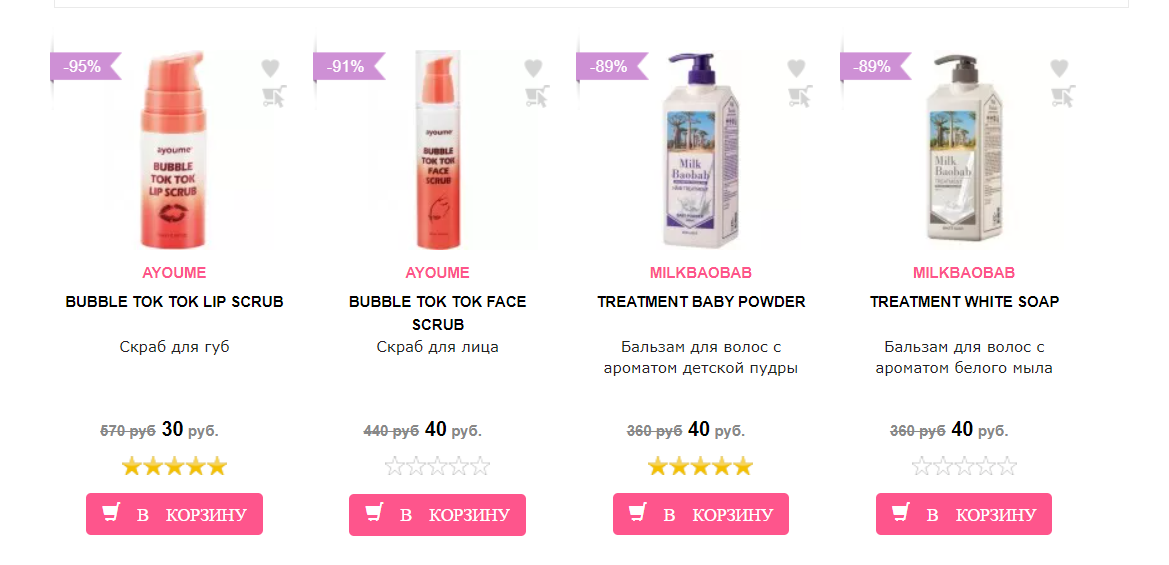 -95%
ayoume
BUBBLE
TOK TOK
LIP SCRUB
AYOUME
BUBBLE TOK TOK LIP SCRUB
Скраб для губ
570 руб 30 руб.
В КОРЗИНУ
-91%
ayoume
BUBBLE
TOK TOK
FACE
SCRUB
AYOUME
BUBBLE TOK TOK FACE
SCRUB
Скраб для лица
440 руб 40 руб.
В КОРЗИНУ
-89%
Milk
Baobab
BABY POWDER
MILKBAOBAB
TREATMENT BABY POWDER
Бальзам для волос с
ароматом детской пудры
360 руб 40 руб.
В КОРЗИНУ
-89%
Milk
Baobab
TREATMENT
MILKBAOBAB
TREATMENT WHITE SOAP
Бальзам для волос с
ароматом белого мыла
360 руб 40 руб.
В КОРЗИНУ